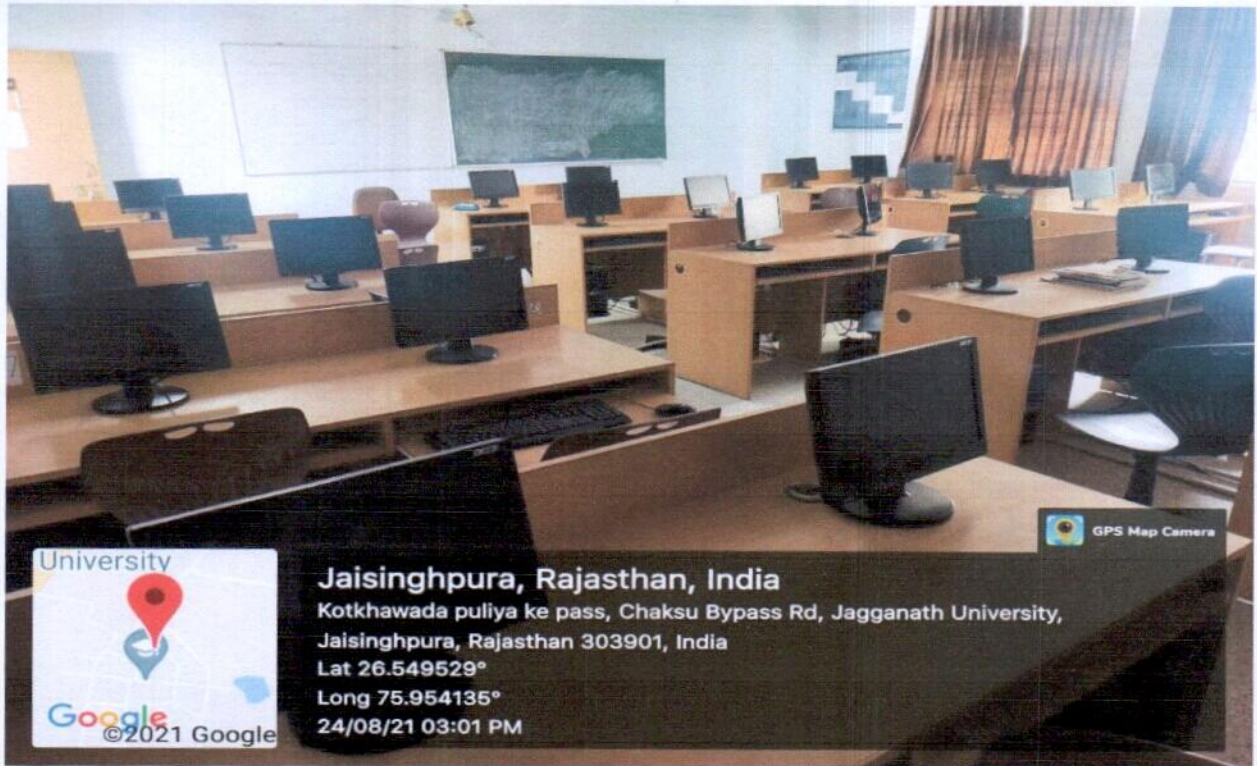 GPS Map Camera
University
Google
©2021 Google
Jaisinghpura, Rajasthan, India
Kotkhawada puliya ke pass, Chaksu Bypass Rd, Jagganath University,
Jaisinghpura, Rajasthan 303901, India
Lat 26.549529°
Long 75.954135°
24/08/21 03:01 PM